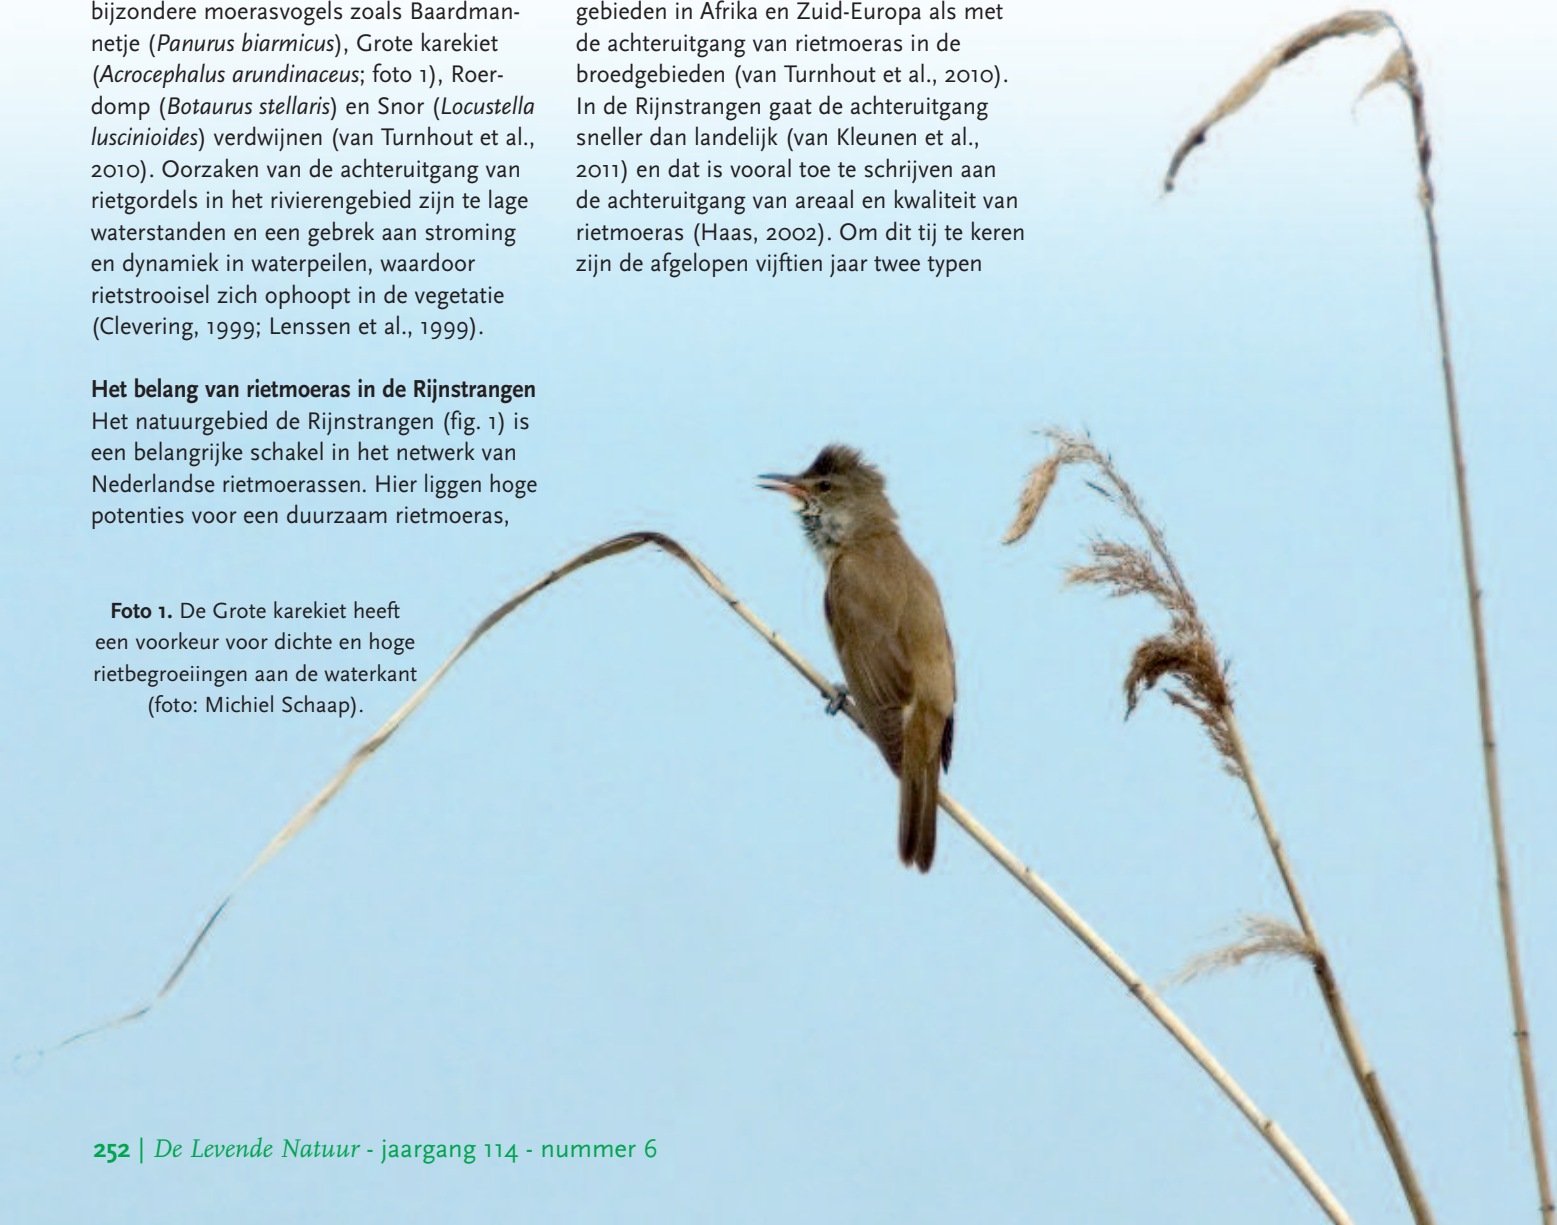 bijzondere moerasvogels zoals Baardman-
netje (Panurus biarmicus), Grote karekiet
(Acrocephalus arundinaceus; foto 1), Roer-
domp (Botaurus stellaris) en Snor (Locustella
luscinioides) verdwijnen (van Turnhout et al.,
2010). Oorzaken van de achteruitgang van
rietgordels in het rivierengebied zijn te lage
waterstanden en een gebrek aan stroming
en dynamiek in waterpeilen, waardoor
rietstrooisel zich ophoopt in de vegetatie
(Clevering, 1999; Lenssen et al., 1999).
Het belang van rietmoeras in de Rijnstrangen
Het natuurgebied de Rijnstrangen (fig. 1) is
een belangrijke schakel in het netwerk van
Nederlandse rietmoerassen. Hier liggen hoge
potenties voor een duurzaam rietmoeras,
gebieden in Afrika en Zuid-Europa als met
de achteruitgang van rietmoeras in de
broedgebieden (van Turnhout et al., 2010).
In de Rijnstrangen gaat de achteruitgang
sneller dan landelijk (van Kleunen et al.,
2011) en dat is vooral toe te schrijven aan
de achteruitgang van areaal en kwaliteit van
rietmoeras (Haas, 2002). Om dit tij te keren
zijn de afgelopen vijftien jaar twee typen
Foto 1. De Grote karekiet heeft
een voorkeur voor dichte en hoge
rietbegroeiingen aan de waterkant
(foto: Michiel Schaap).
252 | De Levende Natuur - jaargang 114 - nummer 6